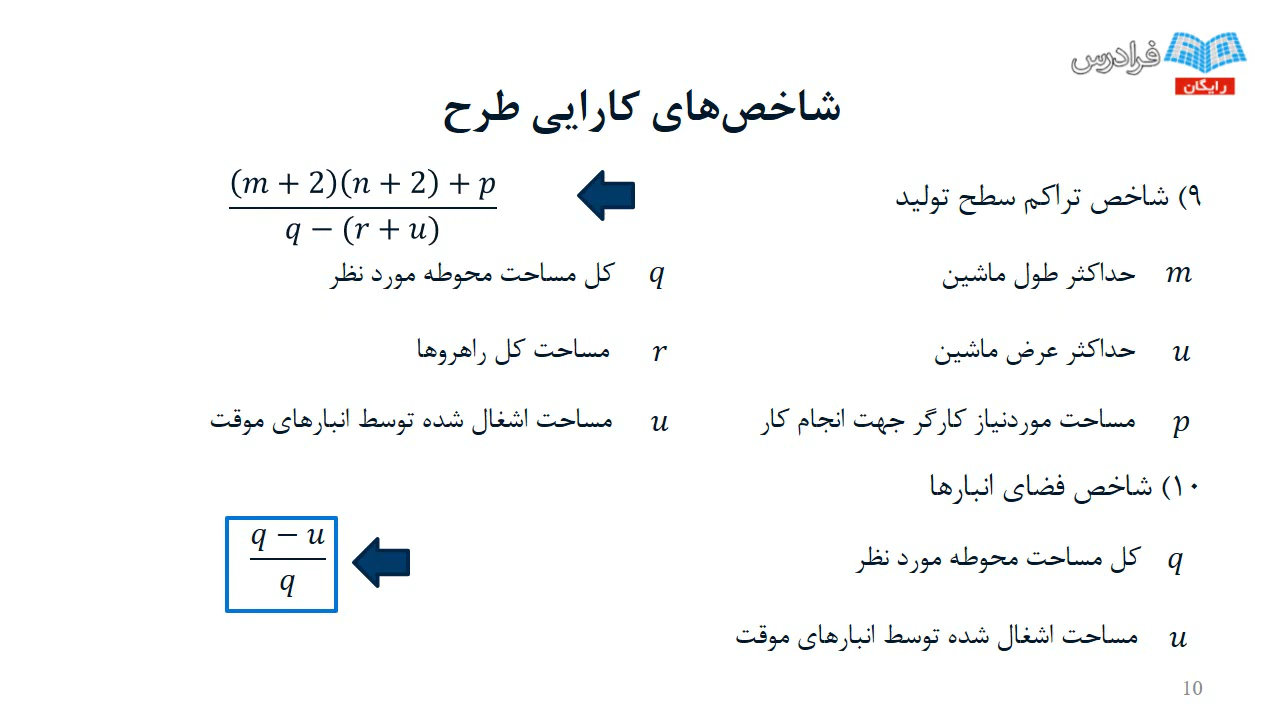 فرادرس
رایگان
شاخص‌های کارایی طرح
۹) شاخص تراکم سطح تولید
(m + 2)(n + 2) + p
q − (r + u)
m حداکثر طول ماشین
q کل مساحت محوطه مورد نظر
u حداکثر عرض ماشین
r مساحت کل راهروها
p مساحت موردنیاز کارگر جهت انجام کار
u مساحت اشغال شده توسط انبارهای موقت
۱۰) شاخص فضای انبارها
q − u
q
q کل مساحت محوطه مورد نظر
u مساحت اشغال شده توسط انبارهای موقت
10